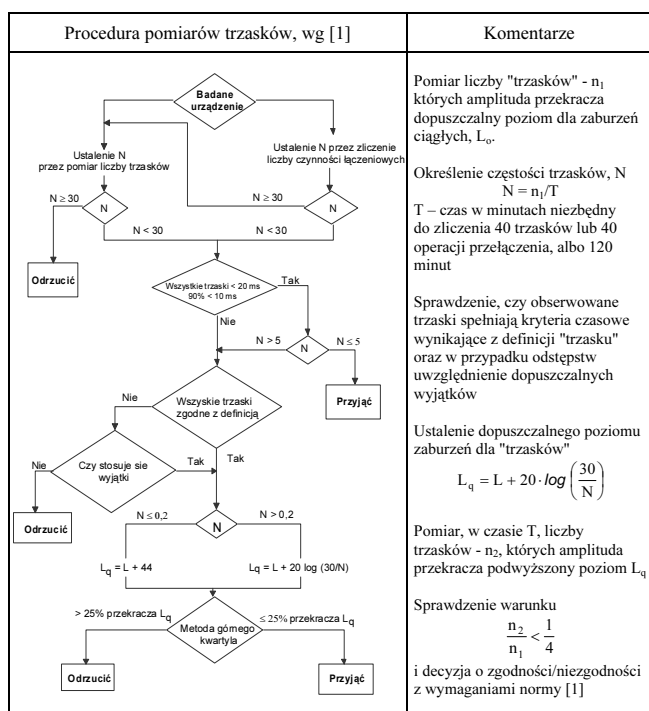 Procedura pomiarów trzasków, wg [1]
Komentarze
Badane
urządzenie
Ustalenie N
przez pomiar liczby trzasków
Ustalenie N przez zliczenie
liczby czynności łączeniowych
N ≥ 30
N
N ≥ 30
N
N < 30
N < 30
Odrzucić
Wszystkie trzaski < 20 ms
90% < 10 ms
Tak
Nie
N > 5
N
N ≤ 5
Przyjąć
Wszyskie trzaski
zgodne z definicją
Nie
Tak
Czy stosuje sie
wyjątki
Nie
Tak
Odrzucić
N ≤ 0,2
N
N > 0,2
Lq = L + 44
Lq = L + 20 log (30/N)
> 25% przekracza Lq
Metoda górnego
kwartyla
≤ 25% przekracza Lq
Odrzucić
Przyjąć
Pomiar liczby "trzasków" - n1
których amplituda przekracza
dopuszczalny poziom dla zaburzeń
ciągłych, Lo.
Określenie częstości trzasków, N
N = n1/T
T – czas w minutach niezbędny
do zliczenia 40 trzasków lub 40
operacji przełączenia, albo 120
minut
Sprawdzenie, czy obserwowane
trzaski spełniają kryteria czasowe
wynikające z definicji "trzasku"
oraz w przypadku odstępstw
uwzględnienie dopuszczalnych
wyjątków
Ustalenie dopuszczalnego poziomu
zaburzeń dla "trzasków"
Lq = L + 20 · log (30/N)
Pomiar, w czasie T, liczby
trzasków - n2, których amplituda
przekracza podwyższony poziom Lq
Sprawdzenie warunku
n2/n1 < 1/4
i decyzja o zgodności/niezgodności
z wymaganiami normy [1]